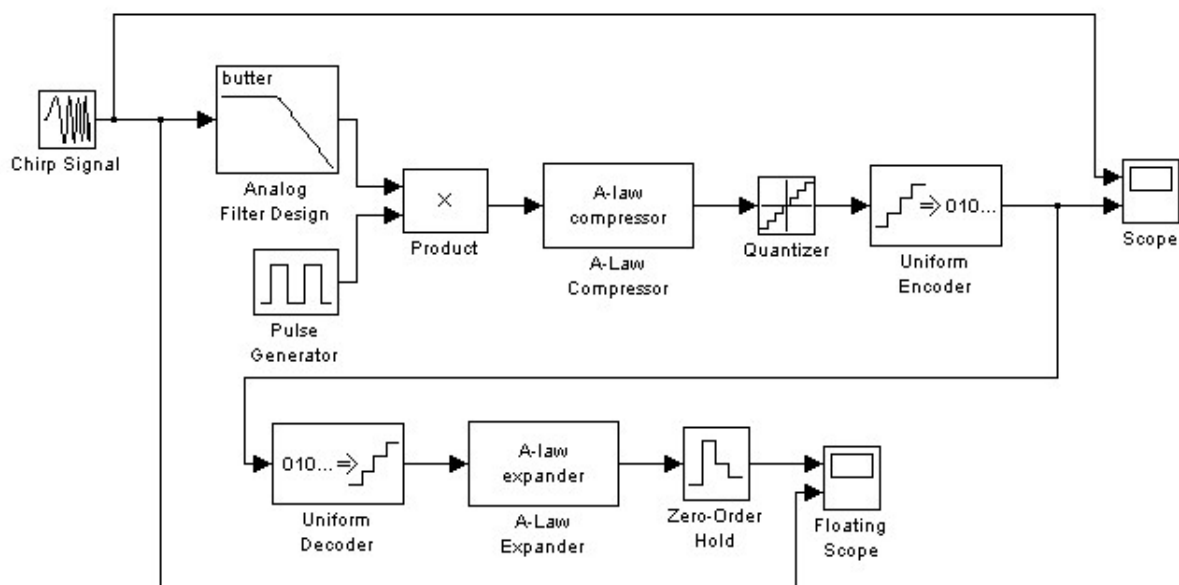 butter
Chirp Signal
Analog
Filter Design
×
Product
A-law
compressor
A-Law
Compressor
Quantizer
010...
Uniform
Encoder
Scope
Pulse
Generator
010...
Uniform
Decoder
A-law
expander
A-Law
Expander
Zero-Order
Hold
Floating
Scope